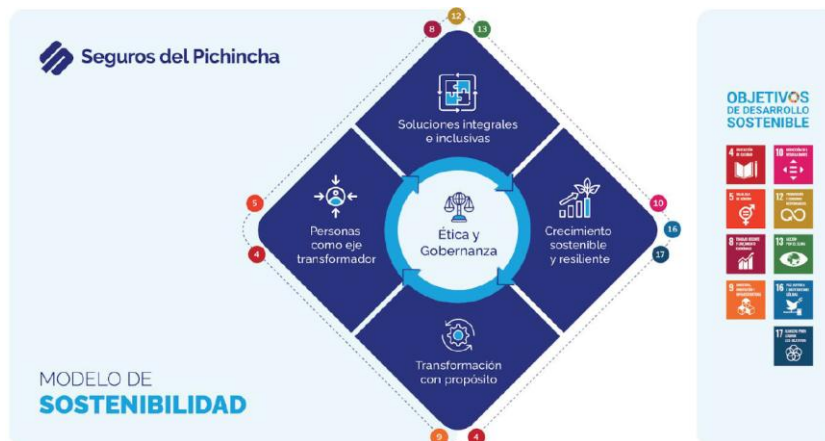 Seguros del Pichincha
8
12
13
Soluciones integrales
e inclusivas
5
4
Personas
como eje
transformador
Ética y
Gobernanza
Crecimiento
sostenible
y resiliente
10
16
17
Transformación
con propósito
9
4
MODELO DE
SOSTENIBILIDAD
OBJETIVOS
DE DESARROLLO
SOSTENIBLE
4
10
5
12
8
13
9
16
17